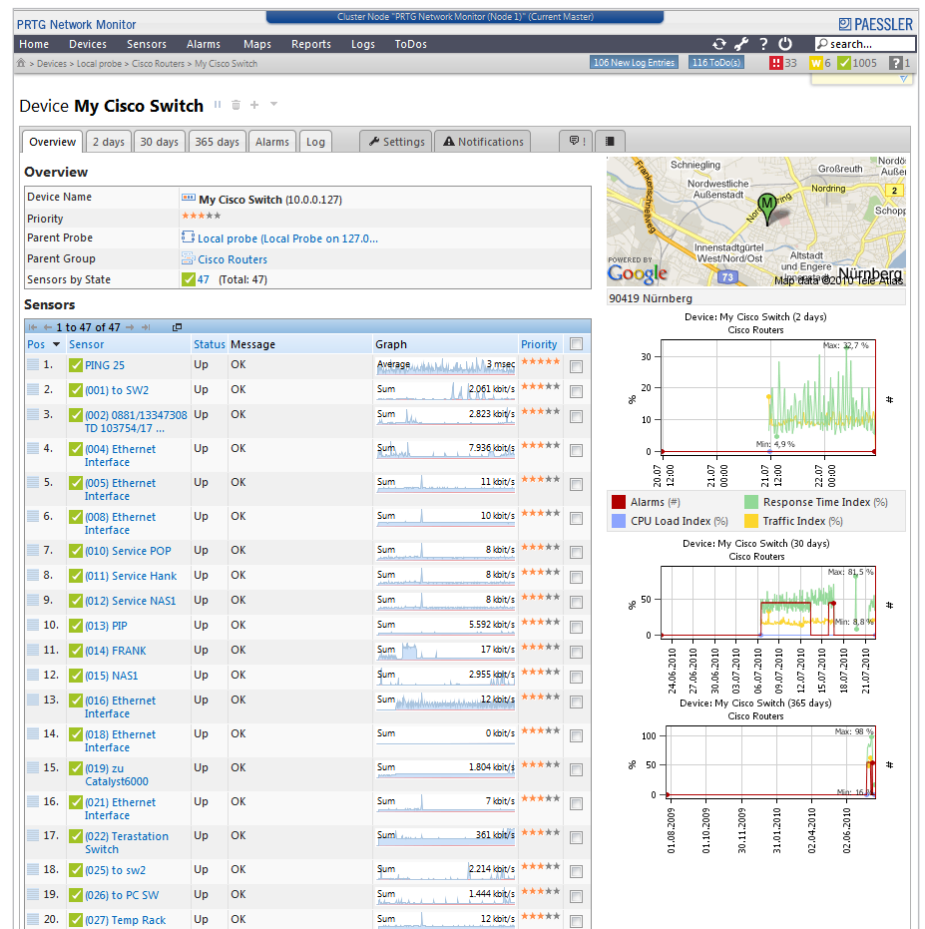 PRTG Network Monitor
Cluster Node "PRTG Network Monitor (Node 1)" (Current Master)
PAESSLER
Home Devices Sensors Alarms Maps Reports Logs ToDos
? search...
> Devices > Local probe > Cisco Routers > My Cisco Switch
106 New Log Entries 116 ToDo(s) !! 33 W 6 1005 ? 1
Device My Cisco Switch
Overview 2 days 30 days 365 days Alarms Log Settings Notifications
Overview
Device Name My Cisco Switch (10.0.0.127)
Priority
Parent Probe Local probe (Local Probe on 127.0...
Parent Group Cisco Routers
Sensors by State 47 (Total: 47)
Sensors
1 to 47 of 47
Pos Sensor Status Message Graph Priority
1. PING 25 Up OK Average 3 msec
2. (001) to SW2 Up OK Sum 2.061 kbit/s
3. (002) 0881/13347308 Up OK Sum 2.823 kbit/s
TD 103754/17 ...
4. (004) Ethernet Up OK Sum 7.936 kbit/s
Interface
5. (005) Ethernet Up OK Sum 11 kbit/s
Interface
6. (008) Ethernet Up OK Sum 10 kbit/s
Interface
7. (010) Service POP Up OK Sum 8 kbit/s
8. (011) Service Hank Up OK Sum 8 kbit/s
9. (012) Service NAS1 Up OK Sum 8 kbit/s
10. (013) PIP Up OK Sum 5.592 kbit/s
11. (014) FRANK Up OK Sum 17 kbit/s
12. (015) NAS1 Up OK Sum 2.955 kbit/s
13. (016) Ethernet Up OK Sum 12 kbit/s
Interface
14. (018) Ethernet Up OK Sum 0 kbit/s
Interface
15. (019) zu Up OK Sum 1.804 kbit/s
Catalyst6000
16. (021) Ethernet Up OK Sum 7 kbit/s
Interface
17. (022) Terastation Up OK Sum 361 kbit/s
Switch
18. (025) to sw2 Up OK Sum 2.214 kbit/s
19. (026) to PC SW Up OK Sum 1.444 kbit/s
20. (027) Temp Rack Up OK Sum 12 kbit/s
Schniegling
Großreuth
Nordwestliche
Außenstadt
Nordring
2
Schopp
Frankenschnellweg
Innenstadtgürtel
West/Nord/Ost
Altstadt
und Engere
POWERED BY
Google
73
Nürnberg
Map data ©2010 Tele Atlas
90419 Nürnberg
Device: My Cisco Switch (2 days)
Cisco Routers
Max: 32,7 %
30
20
10
0
%
#
Min: 4,9 %
20.07 12:00
21.07 00:00
21.07 12:00
22.07 00:00
Alarms (#) Response Time Index (%)
CPU Load Index (%) Traffic Index (%)
Device: My Cisco Switch (30 days)
Cisco Routers
Max: 81,5 %
50
0
%
#
Min: 8,8 %
24.06.2010
27.06.2010
30.06.2010
03.07.2010
06.07.2010
09.07.2010
12.07.2010
15.07.2010
18.07.2010
21.07.2010
Device: My Cisco Switch (365 days)
Cisco Routers
Max: 98 %
100
50
0
%
#
01.08.2009
01.10.2009
30.11.2009
31.01.2010
02.04.2010
02.06.2010